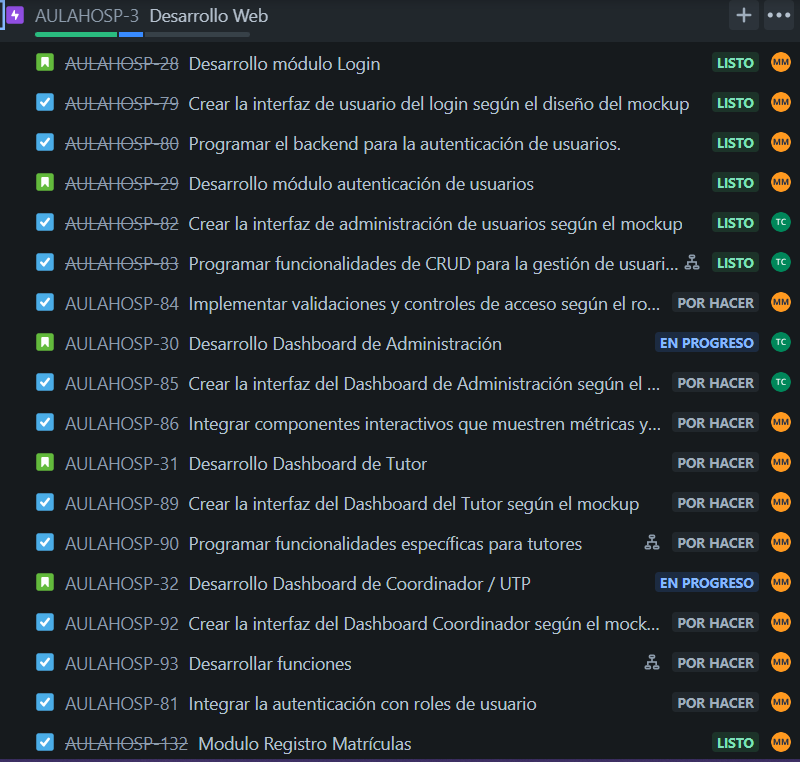 AULAHOSP-3 Desarrollo Web
AULAHOSP-28 Desarrollo módulo Login LISTO MM
AULAHOSP-79 Crear la interfaz de usuario del login según el diseño del mockup LISTO MM
AULAHOSP-80 Programar el backend para la autenticación de usuarios. LISTO MM
AULAHOSP-29 Desarrollo módulo autenticación de usuarios LISTO MM
AULAHOSP-82 Crear la interfaz de administración de usuarios según el mockup LISTO TC
AULAHOSP-83 Programar funcionalidades de CRUD para la gestión de usuari... LISTO TC
AULAHOSP-84 Implementar validaciones y controles de acceso según el ro... POR HACER MM
AULAHOSP-30 Desarrollo Dashboard de Administración EN PROGRESO TC
AULAHOSP-85 Crear la interfaz del Dashboard de Administración según el ... POR HACER TC
AULAHOSP-86 Integrar componentes interactivos que muestren métricas y... POR HACER MM
AULAHOSP-31 Desarrollo Dashboard de Tutor POR HACER MM
AULAHOSP-89 Crear la interfaz del Dashboard del Tutor según el mockup POR HACER MM
AULAHOSP-90 Programar funcionalidades específicas para tutores POR HACER MM
AULAHOSP-32 Desarrollo Dashboard de Coordinador / UTP EN PROGRESO MM
AULAHOSP-92 Crear la interfaz del Dashboard Coordinador según el mock... POR HACER MM
AULAHOSP-93 Desarrollar funciones POR HACER MM
AULAHOSP-81 Integrar la autenticación con roles de usuario POR HACER MM
AULAHOSP-132 Modulo Registro Matrículas LISTO MM